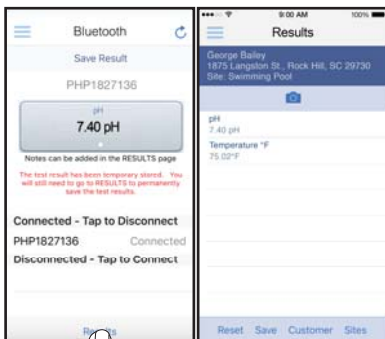 Bluetooth
Save Result
PHP1827136
pH
7.40 pH
Notes can be added in the RESULTS page
The test result has been temporary stored. You
will still need to go to RESULTS to permanently
save the test results.
Connected - Tap to Disconnect
PHP1827136 Connected
Disconnected - Tap to Connect
Results
9:00 AM 100%
Results
George Bailey
1875 Langston St., Rock Hill, SC 29730
Site: Swimming Pool
pH
7.40 pH
Temperature °F
75.02°F
Reset Save Customer Sites